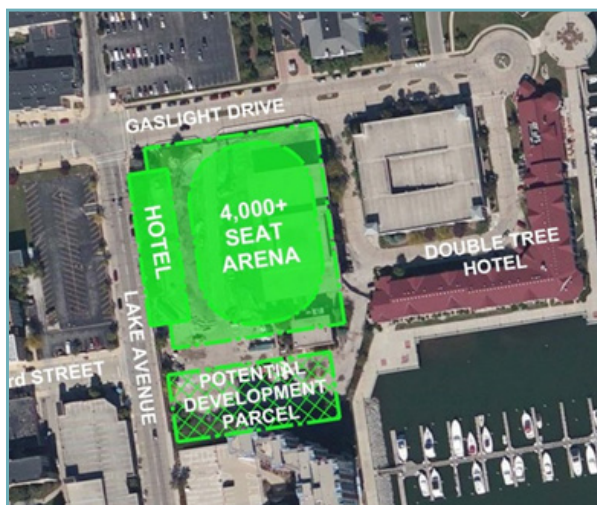 GASLIGHT DRIVE
HOTEL
4,000+
SEAT
ARENA
DOUBLE TREE
HOTEL
LAKE AVENUE
rd STREET
POTENTIAL
DEVELOPMENT
PARCEL